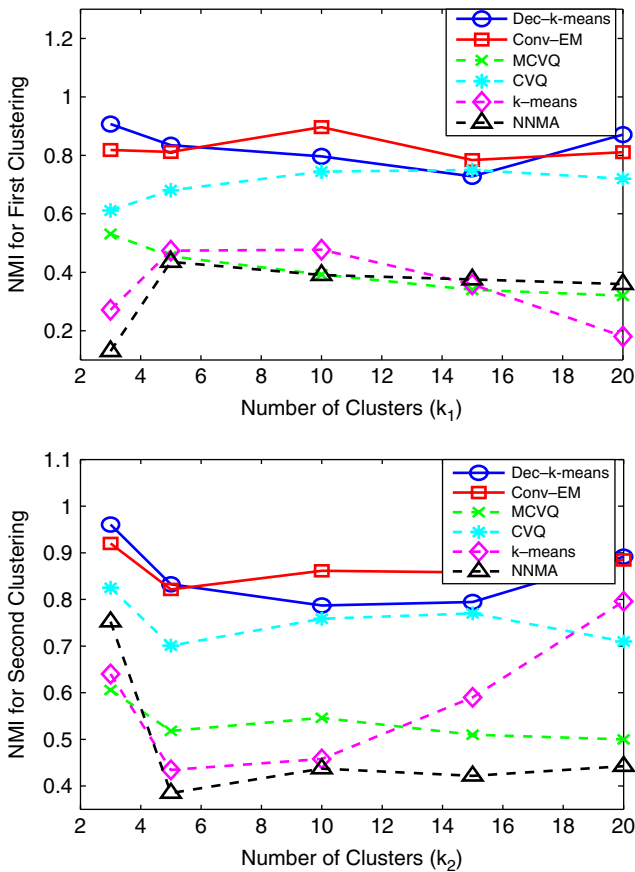 1.2
1
0.8
0.6
0.4
0.2
NMI for First Clustering
Dec–k-means
Conv–EM
MCVQ
CVQ
k–means
NNMA
2 4 6 8 10 12 14 16 18 20
Number of Clusters (k1)
1.1
1
0.9
0.8
0.7
0.6
0.5
0.4
NMI for Second Clustering
Dec–k-means
Conv–EM
MCVQ
CVQ
k–means
NNMA
2 4 6 8 10 12 14 16 18 20
Number of Clusters (k2)